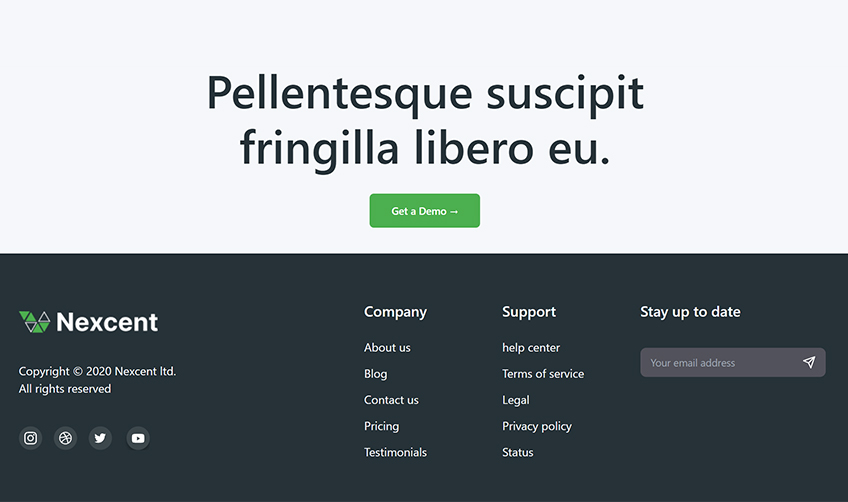 Pellentesque suscipit
fringilla libero eu.
Get a Demo →
Nexcent
Copyright © 2020 Nexcent ltd.
All rights reserved
Company
About us
Blog
Contact us
Pricing
Testimonials
Support
help center
Terms of service
Legal
Privacy policy
Status
Stay up to date
Your email address